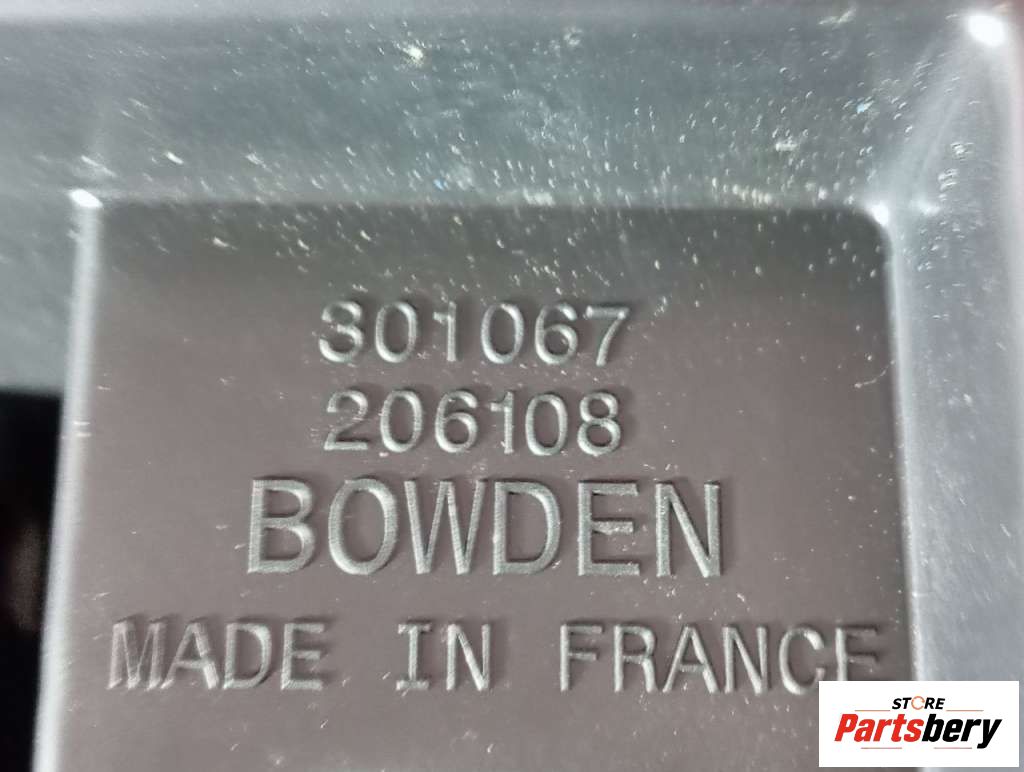 301067
206108
BOWDEN
MADE IN FRANCE
STORE
Partsbery